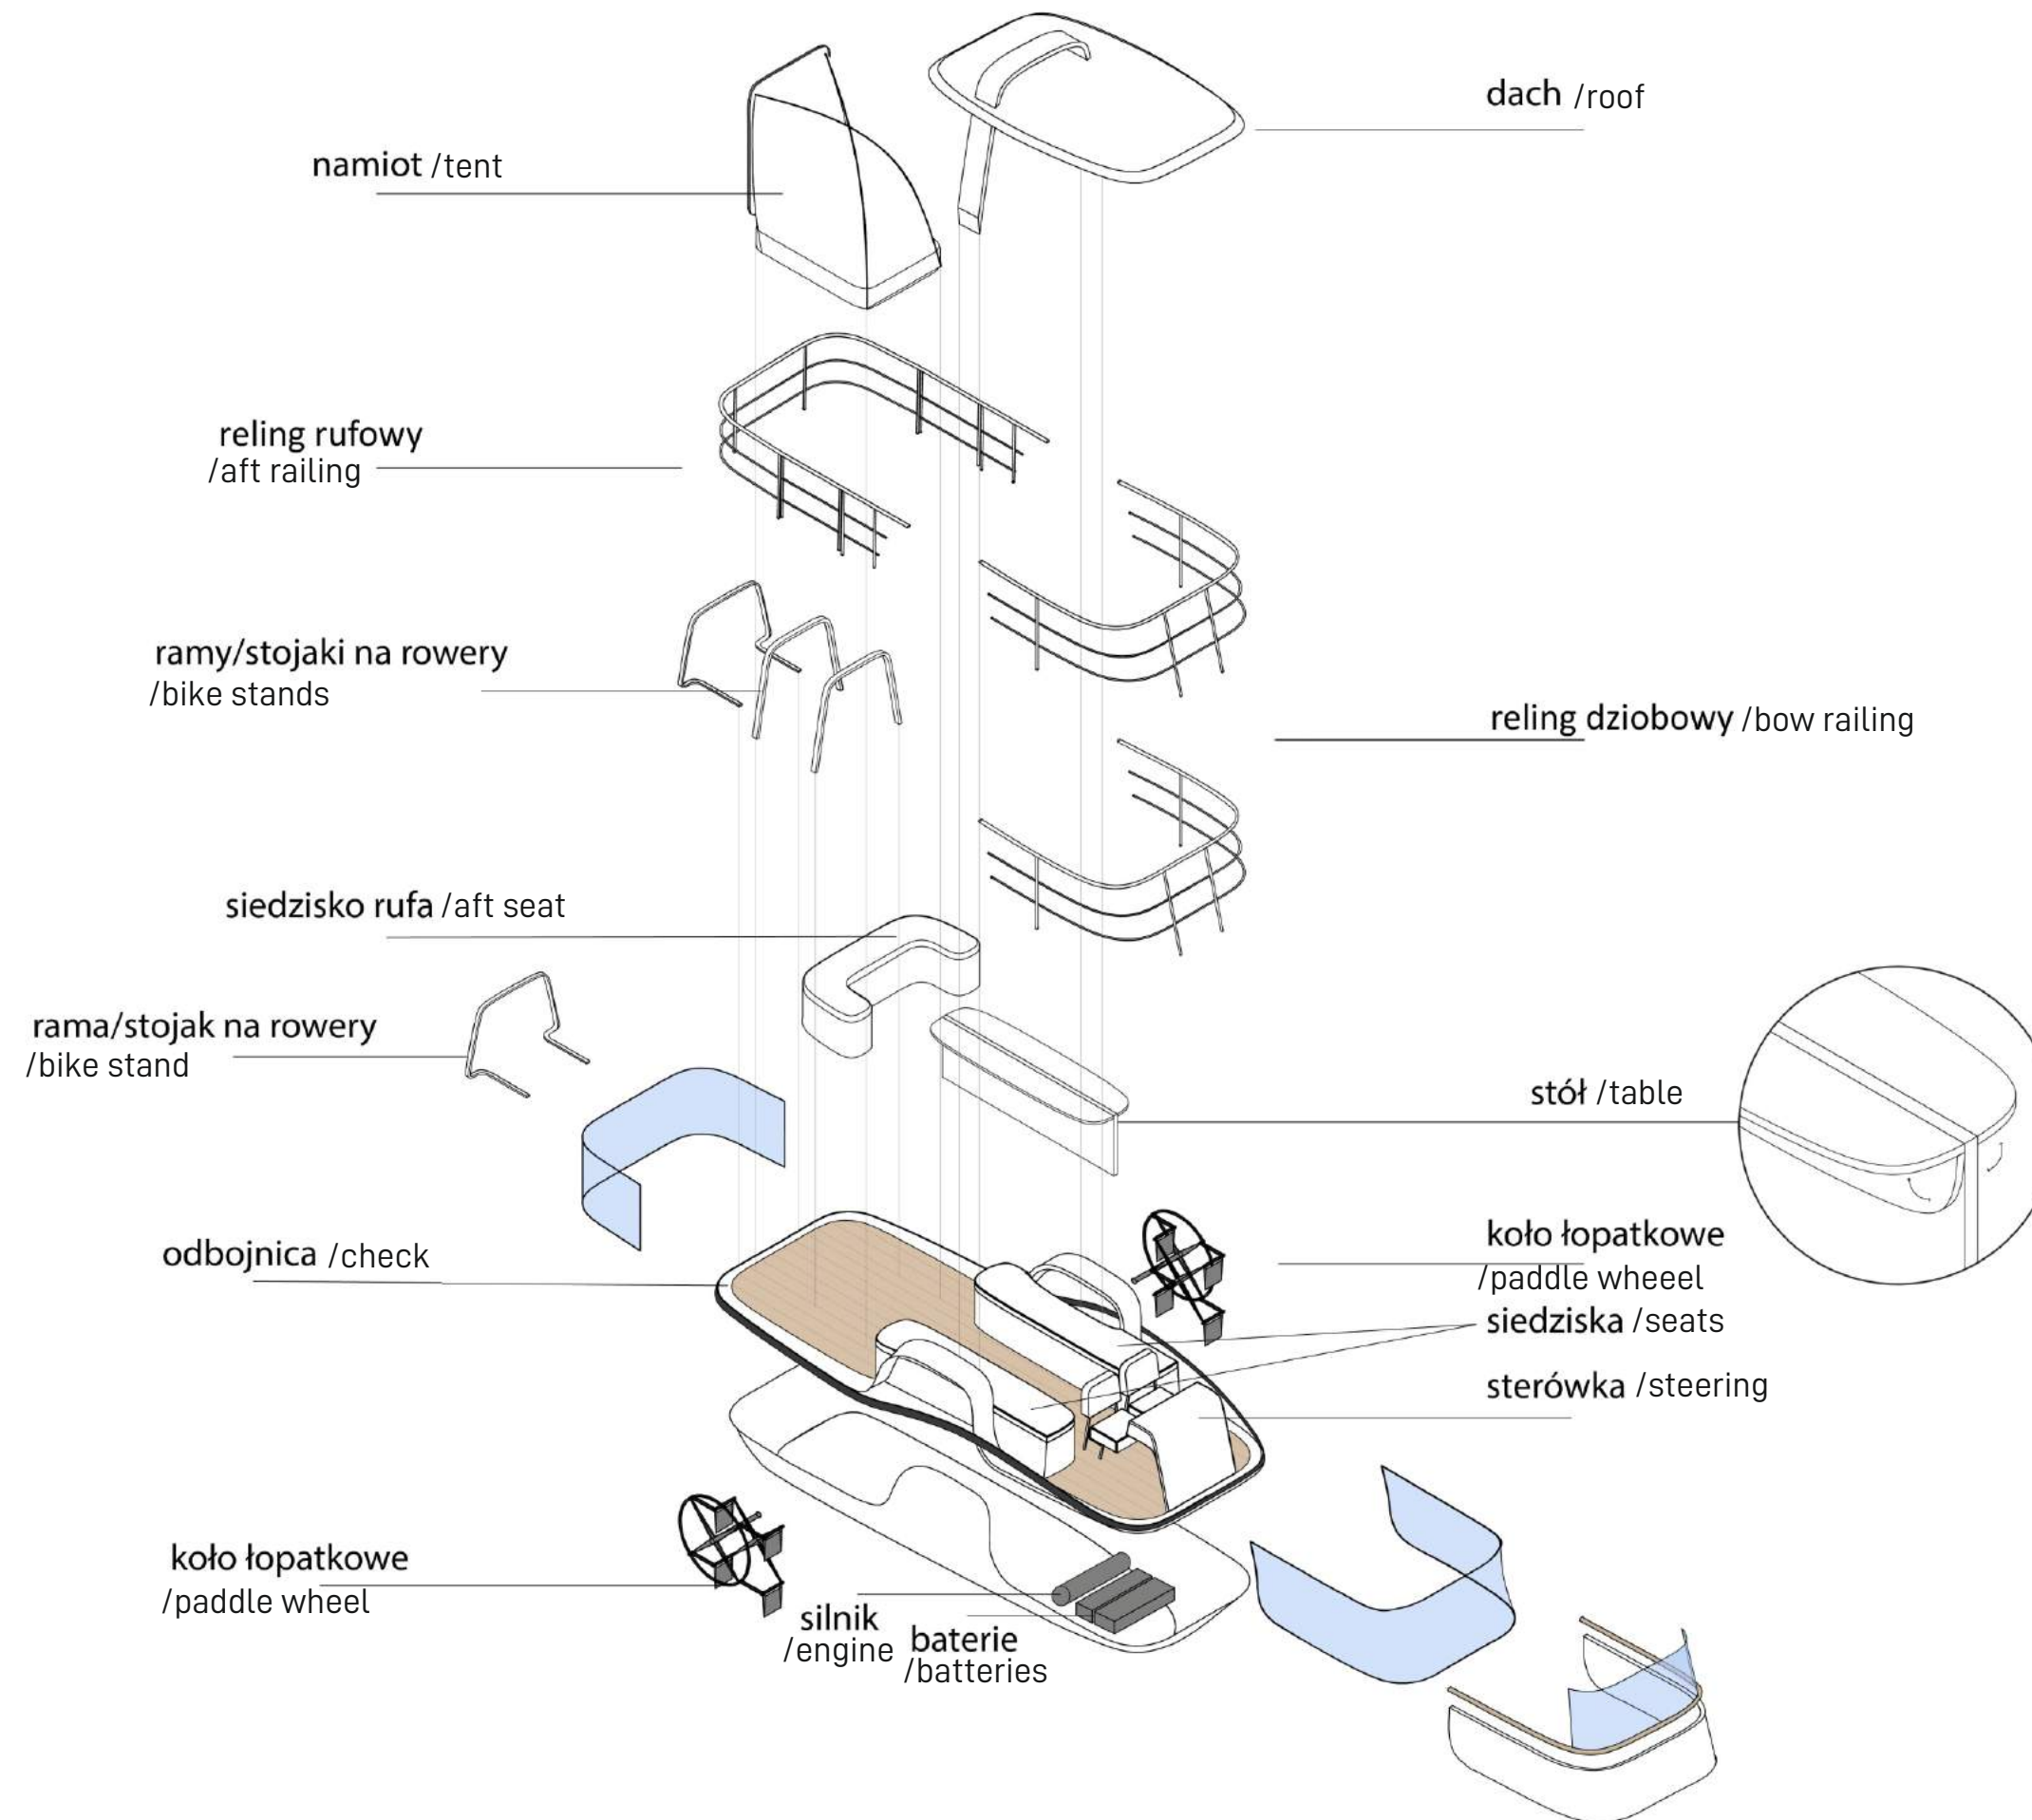 dach /roof
namiot /tent
reling rufowy
/aft railing
ramy/stojaki na rowery
/bike stands
reling dziobowy /bow railing
siedzisko rufa /aft seat
rama/stojak na rowery
/bike stand
stół /table
odbojnica /check
koło łopatkowe
/paddle wheeel
siedziska /seats
sterówka /steering
koło łopatkowe
/paddle wheel
silnik
/engine
baterie
/batteries